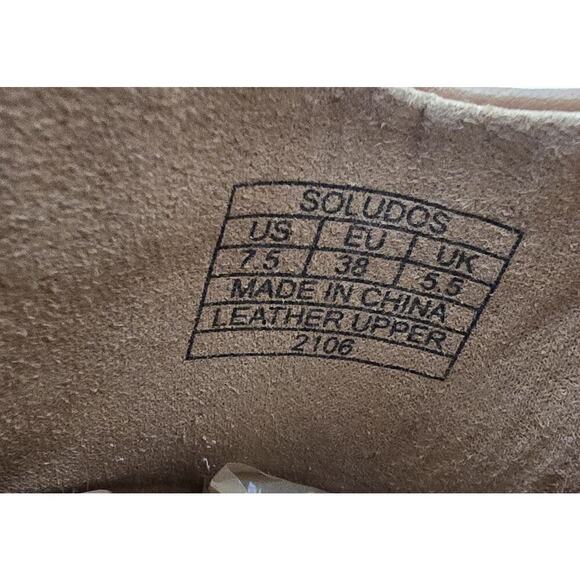 SOLUDOS
US EU UK
7.5 38 5.5
MADE IN CHINA
LEATHER UPPER
2106